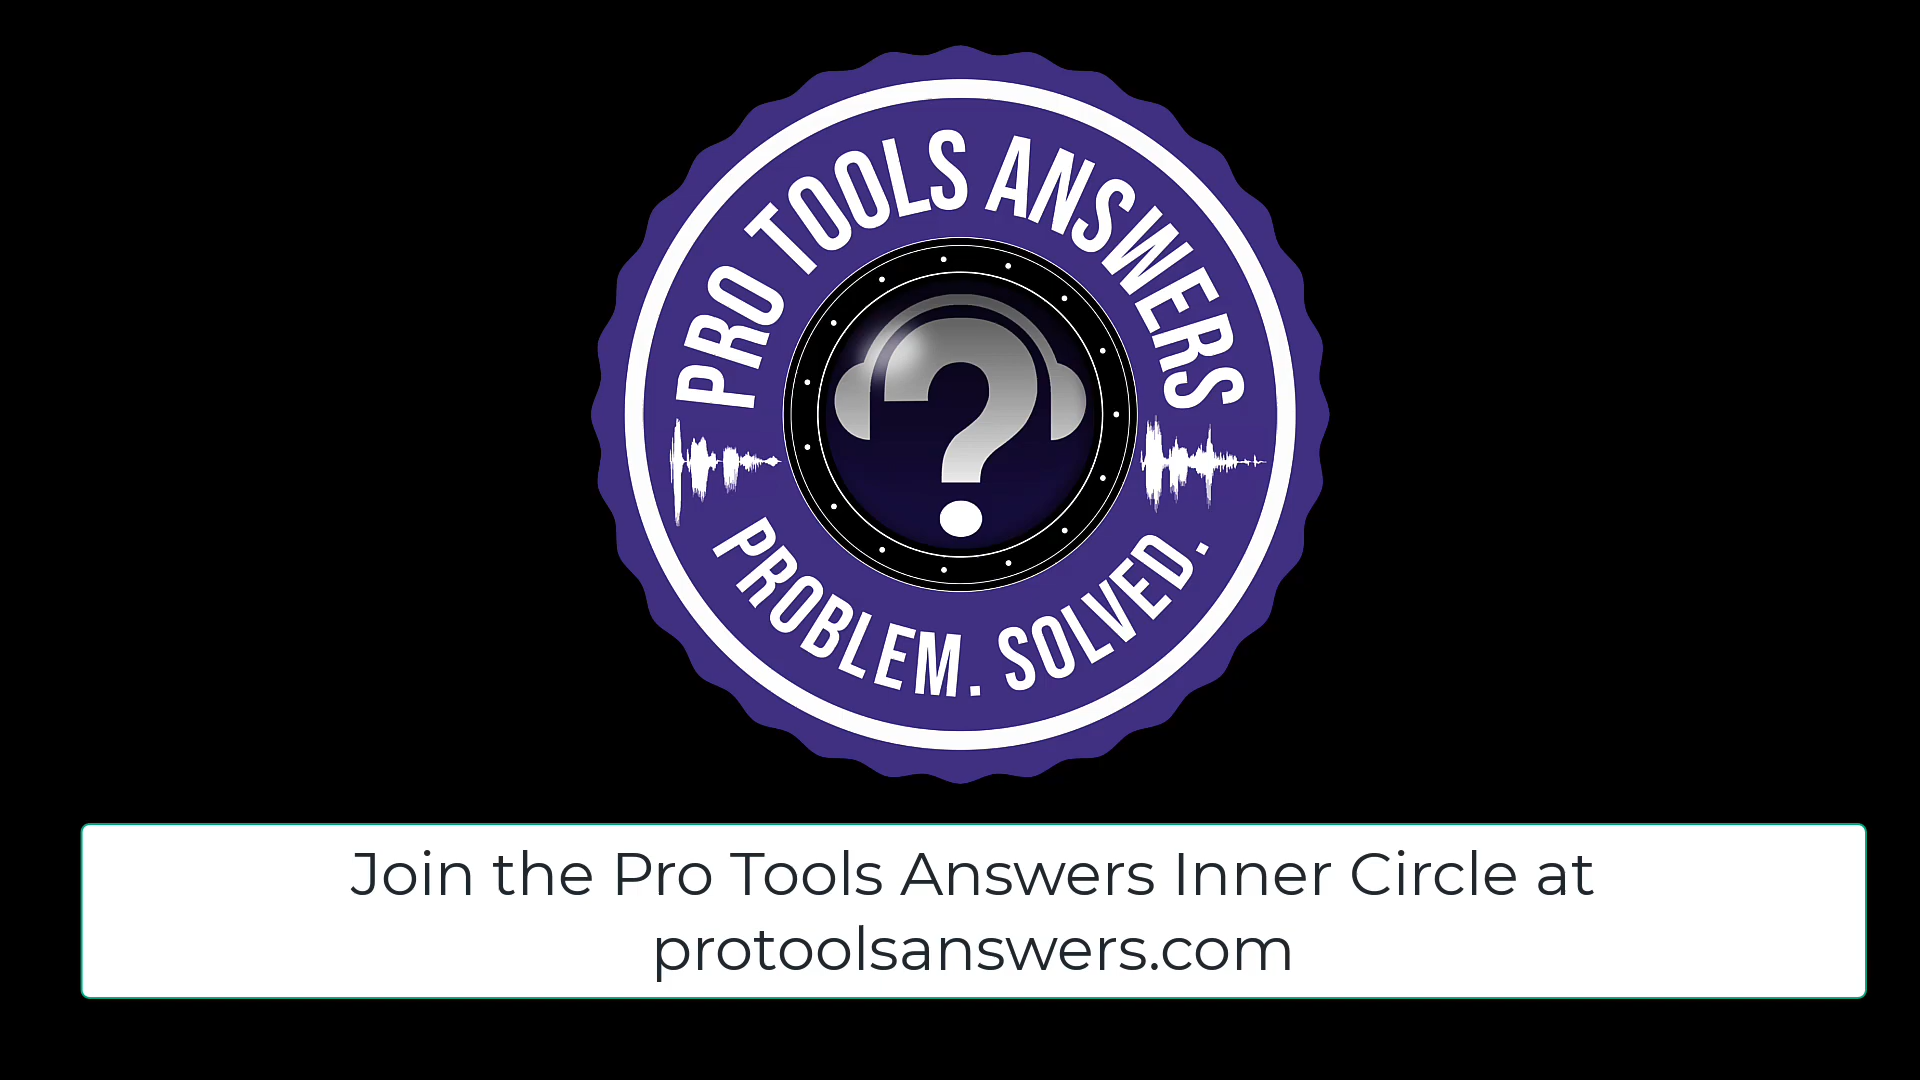 PRO TOOLS ANSWERS
?
PROBLEM. SOLVED.
Join the Pro Tools Answers Inner Circle at
protoolsanswers.com